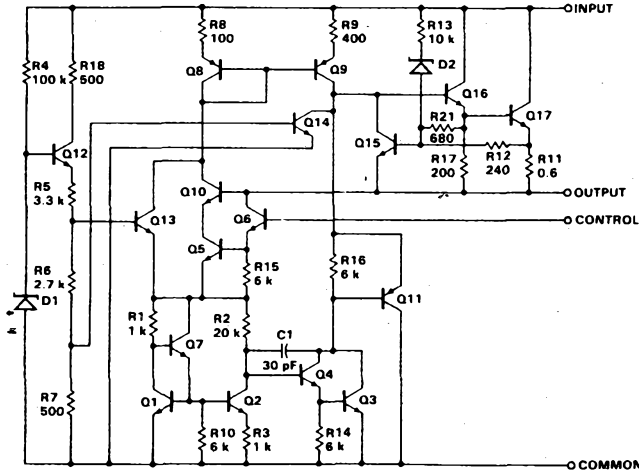 INPUT
R8
100
R9
400
R13
10 k
R4
100 k
R18
500
Q8
Q9
D2
Q16
Q14
Q15
R21
680
Q17
Q12
R17
200
R12
240
R11
0.6
R5
3.3 k
Q10
OUTPUT
Q13
Q6
CONTROL
Q5
R6
2.7 k
R15
6 k
R16
6 k
D1
Q11
R1
1 k
Q7
R2
20 k
C1
30 pF
Q4
R7
500
Q1
Q2
Q3
R10
6 k
R3
1 k
R14
6 k
COMMON